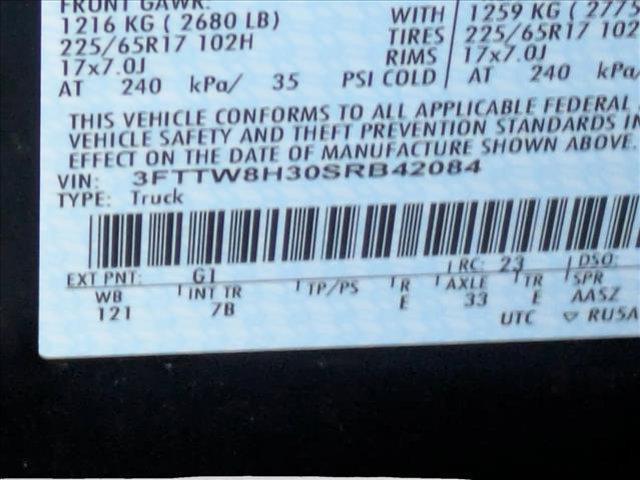 FRONT GAWR:
1216 KG ( 2680 LB) WITH 1259 KG ( 2775
225/65R17 102H TIRES 225/65R17 102
17x7.0J RIMS 17x7.0J
AT 240 kPa/ 35 PSI COLD AT 240 kPa
THIS VEHICLE CONFORMS TO ALL APPLICABLE FEDERAL
VEHICLE SAFETY AND THEFT PREVENTION STANDARDS IN
EFFECT ON THE DATE OF MANUFACTURE SHOWN ABOVE.
VIN: 3FTTW8H30SRB42084
TYPE: Truck
EXT PNT: G1 RC: 23 DSO:
WB INT TR TP/PS R AXLE TR SPR
121 7B E 33 E AASZ
UTC ▽ RU5A